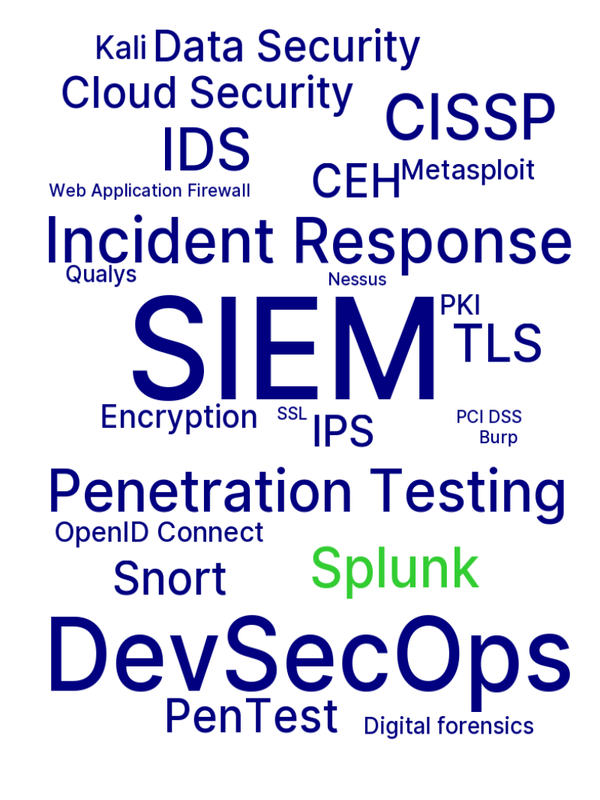 Kali Data Security
Cloud Security
CISSP
IDS
CEH Metasploit
Web Application Firewall
Incident Response
Qualys
Nessus
SIEM
PKI
TLS
Encryption
SSL
IPS
PCI DSS
Burp
Penetration Testing
OpenID Connect
Splunk
Snort
DevSecOps
PenTest
Digital forensics